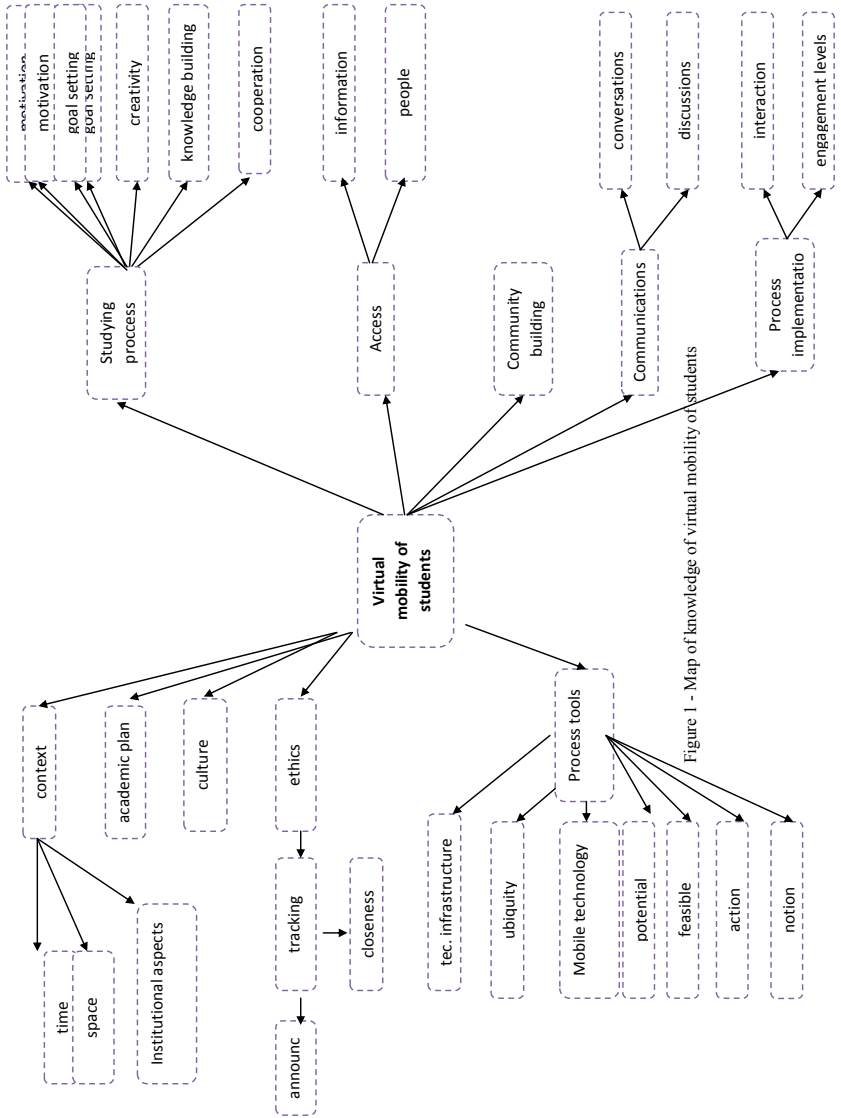 context
time
space
Institutional aspects
academic plan
culture
ethics
tracking
announc
closeness
Process tools
tec. infrastructure
ubiquity
Mobile technology
potential
feasible
action
notion
Virtual
mobility of
students
Studying
proccess
motivation
motivation
goal setting
goal setting
creativity
knowledge building
cooperation
Access
information
people
Community
building
Communications
conversations
discussions
Process
implementatio
interaction
engagement levels
Figure 1 - Map of knowledge of virtual mobility of students